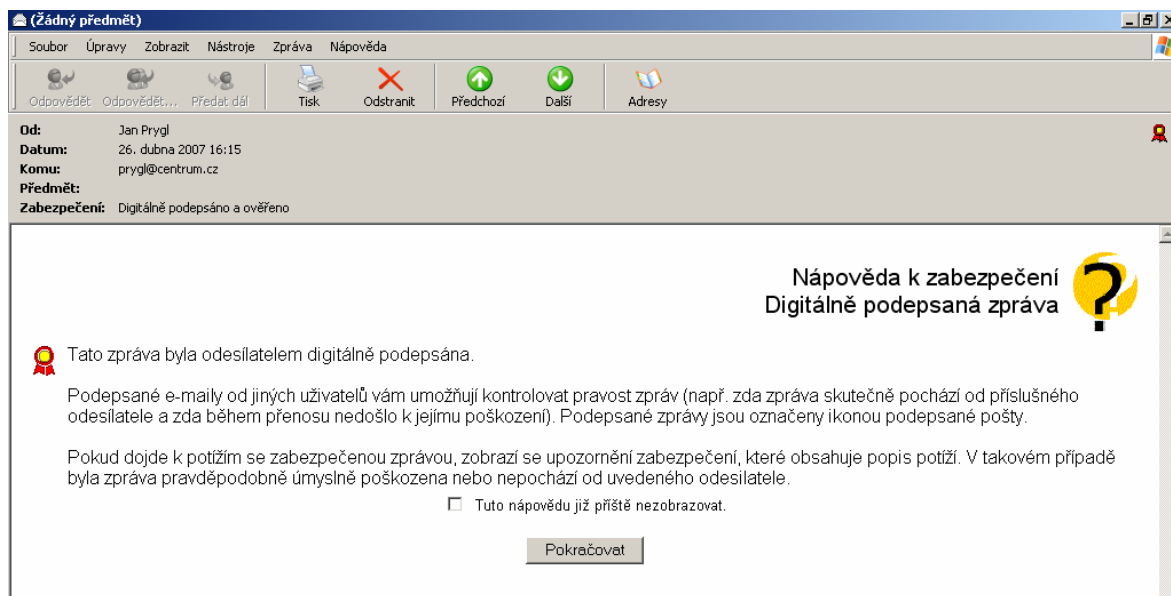 (Žádný předmět)
Soubor Úpravy Zobrazit Nástroje Zpráva Nápověda
Odpovědět Odpovědět... Předat dál Tisk Odstranit Předchozí Další Adresy
Od: Jan Prygl
Datum: 26. dubna 2007 16:15
Komu: prygl@centrum.cz
Předmět:
Zabezpečení: Digitálně podepsáno a ověřeno
Nápověda k zabezpečení
Digitálně podepsaná zpráva
Tato zpráva byla odesílatelem digitálně podepsána.
Podepsané e-maily od jiných uživatelů vám umožňují kontrolovat pravost zpráv (např. zda zpráva skutečně pochází od příslušného
odesílatele a zda během přenosu nedošlo k jejímu poškození). Podepsané zprávy jsou označeny ikonou podepsané pošty.
Pokud dojde k potížím se zabezpečenou zprávou, zobrazí se upozornění zabezpečení, které obsahuje popis potíží. V takovém případě
byla zpráva pravděpodobně úmyslně poškozena nebo nepochází od uvedeného odesilatele.
Tuto nápovědu již příště nezobrazovat.
Pokračovat